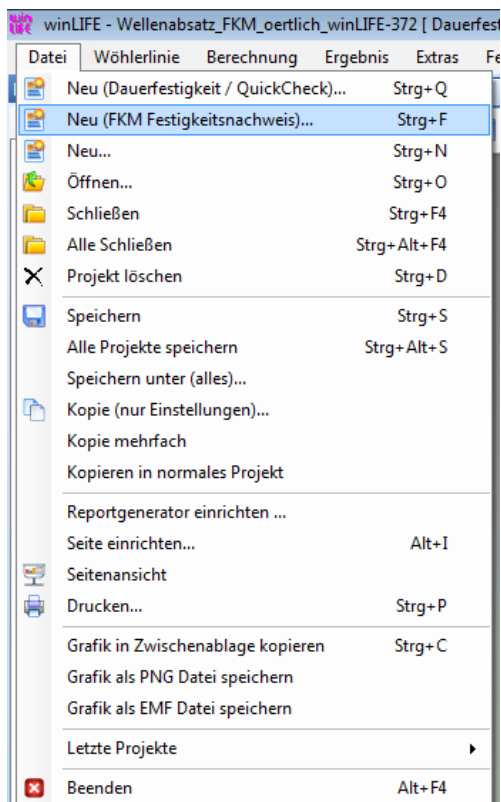 winLIFE - Wellenabsatz_FKM_oertlich_winLIFE-372 [ Dauerfest
Datei Wöhlerlinie Berechnung Ergebnis Extras Fe
Neu (Dauerfestigkeit / QuickCheck)... Strg+Q
Neu (FKM Festigkeitsnachweis)... Strg+F
Neu... Strg+N
Öffnen... Strg+O
Schließen Strg+F4
Alle Schließen Strg+Alt+F4
Projekt löschen Strg+D
Speichern Strg+S
Alle Projekte speichern Strg+Alt+S
Speichern unter (alles)...
Kopie (nur Einstellungen)...
Kopie mehrfach
Kopieren in normales Projekt
Reportgenerator einrichten ...
Seite einrichten... Alt+I
Seitenansicht
Drucken... Strg+P
Grafik in Zwischenablage kopieren Strg+C
Grafik als PNG Datei speichern
Grafik als EMF Datei speichern
Letzte Projekte
Beenden Alt+F4